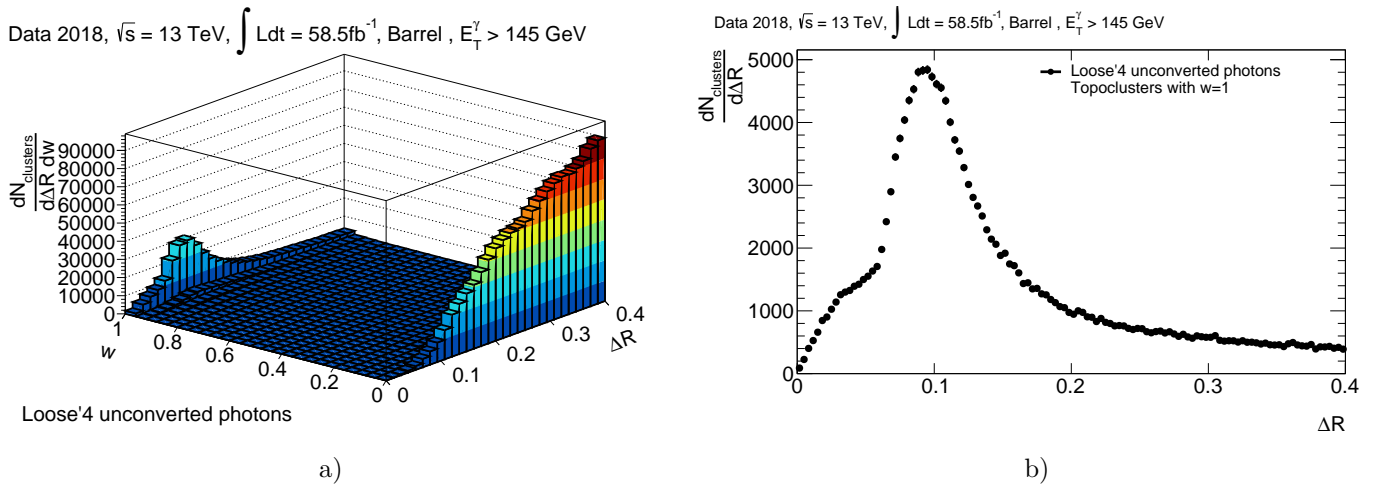 Data 2018, √s = 13 TeV, ∫ Ldt = 58.5fb⁻¹, Barrel , E_T^γ > 145 GeV
dN_clusters
dΔR dw
90000
80000
70000
60000
50000
40000
30000
20000
10000
0
1
0.8
0.6
0.4
0.2
0
w
0
0.1
0.2
0.3
0.4
ΔR
Loose'4 unconverted photons
a)
Data 2018, √s = 13 TeV, ∫ Ldt = 58.5fb⁻¹, Barrel , E_T^γ > 145 GeV
dN_clusters
dΔR
5000
4000
3000
2000
1000
0
Loose'4 unconverted photons
Topoclusters with w=1
0
0.1
0.2
0.3
0.4
ΔR
b)